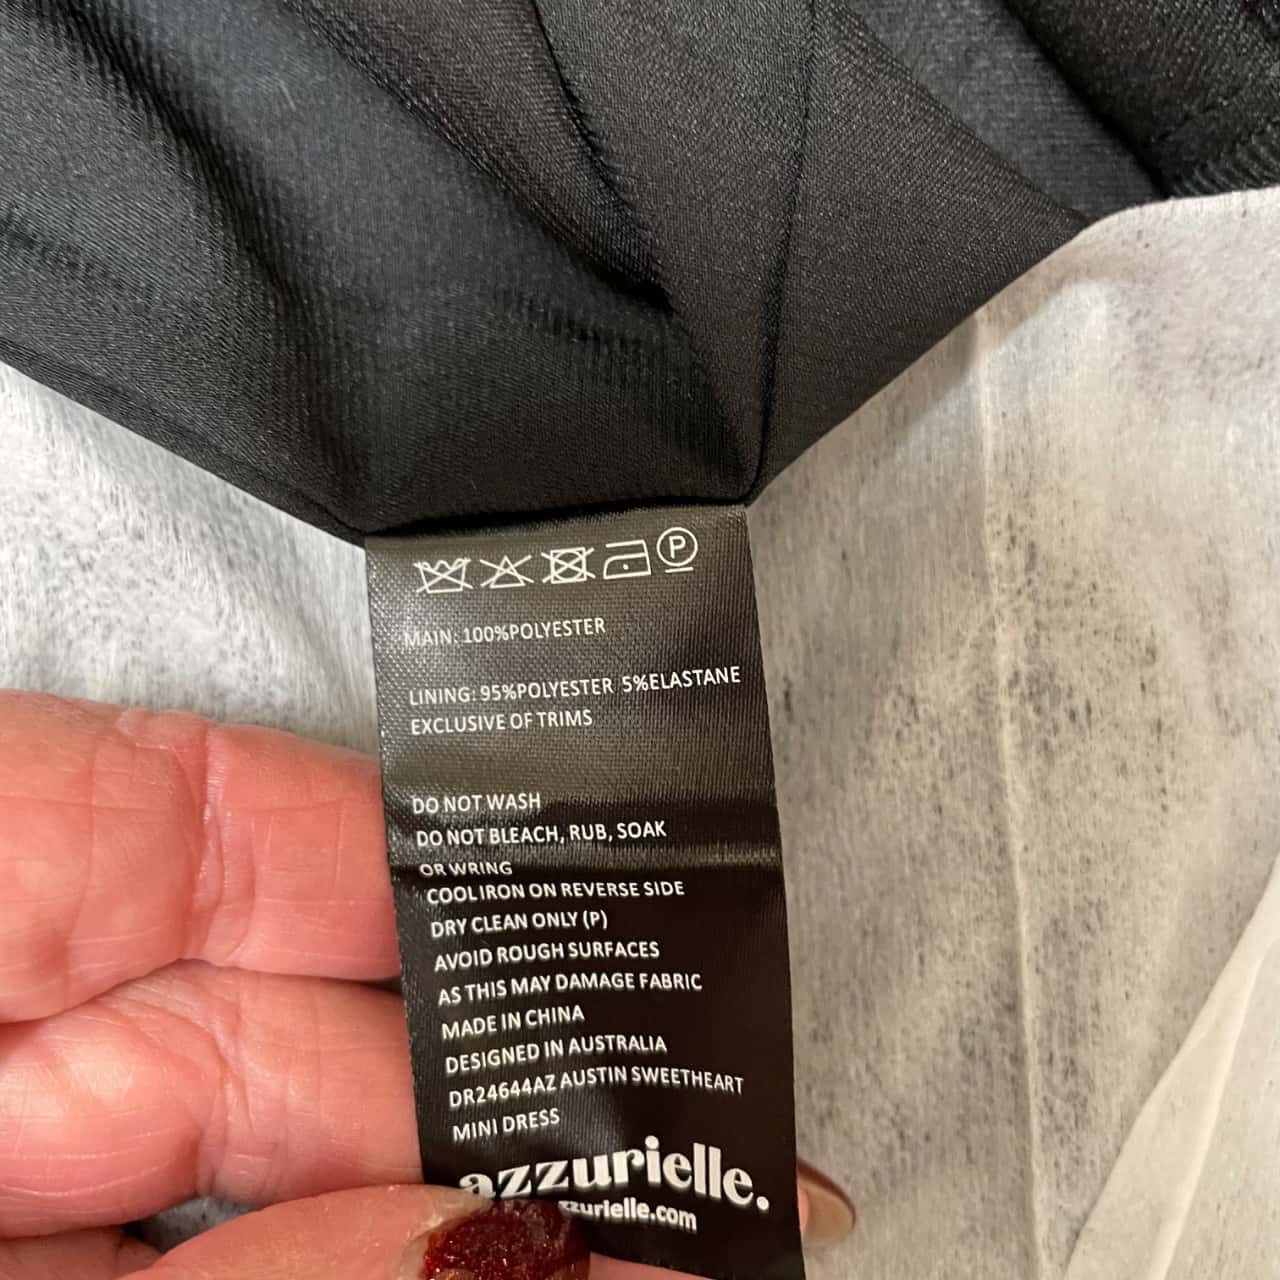 P
MAIN: 100%POLYESTER
LINING: 95%POLYESTER 5%ELASTANE
EXCLUSIVE OF TRIMS
DO NOT WASH
DO NOT BLEACH, RUB, SOAK
OR WRING
COOL IRON ON REVERSE SIDE
DRY CLEAN ONLY (P)
AVOID ROUGH SURFACES
AS THIS MAY DAMAGE FABRIC
MADE IN CHINA
DESIGNED IN AUSTRALIA
DR24644AZ AUSTIN SWEETHEART
MINI DRESS
azzurielle.
zurielle.com